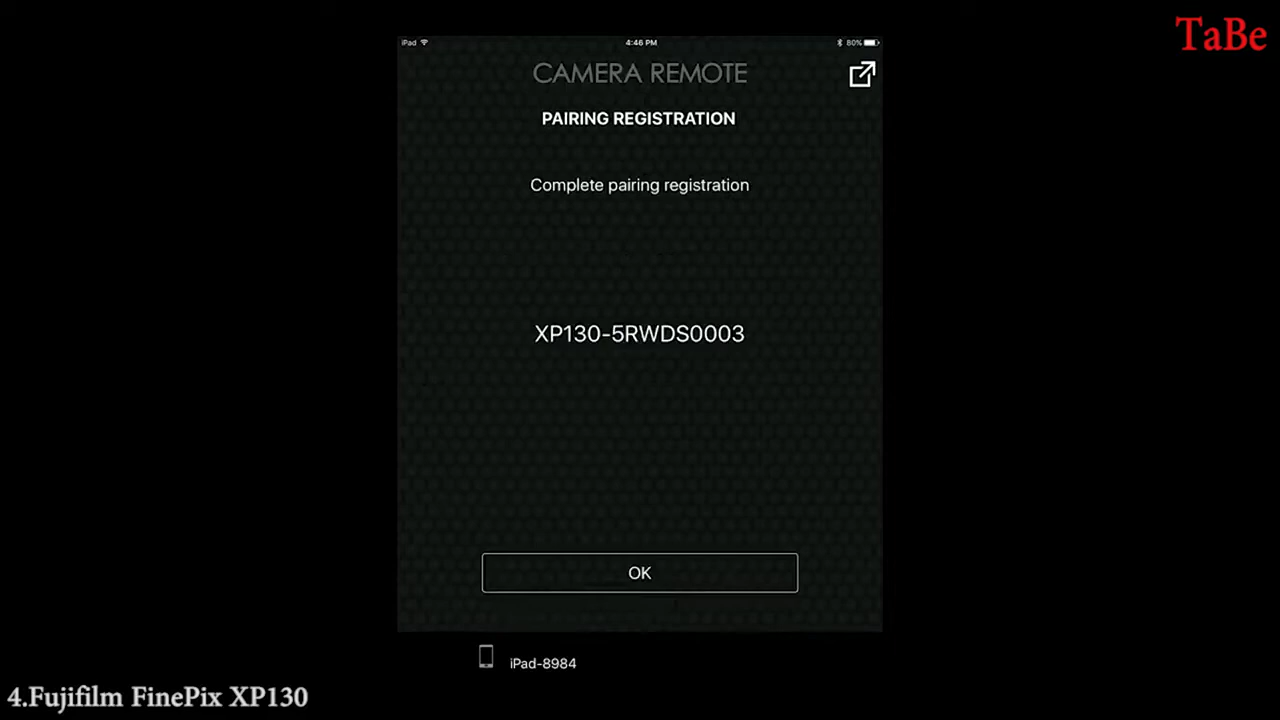 TaBe
iPad 4:46 PM 80%
CAMERA REMOTE
PAIRING REGISTRATION
Complete pairing registration
XP130-5RWDS0003
OK
iPad-8984
4.Fujifilm FinePix XP130